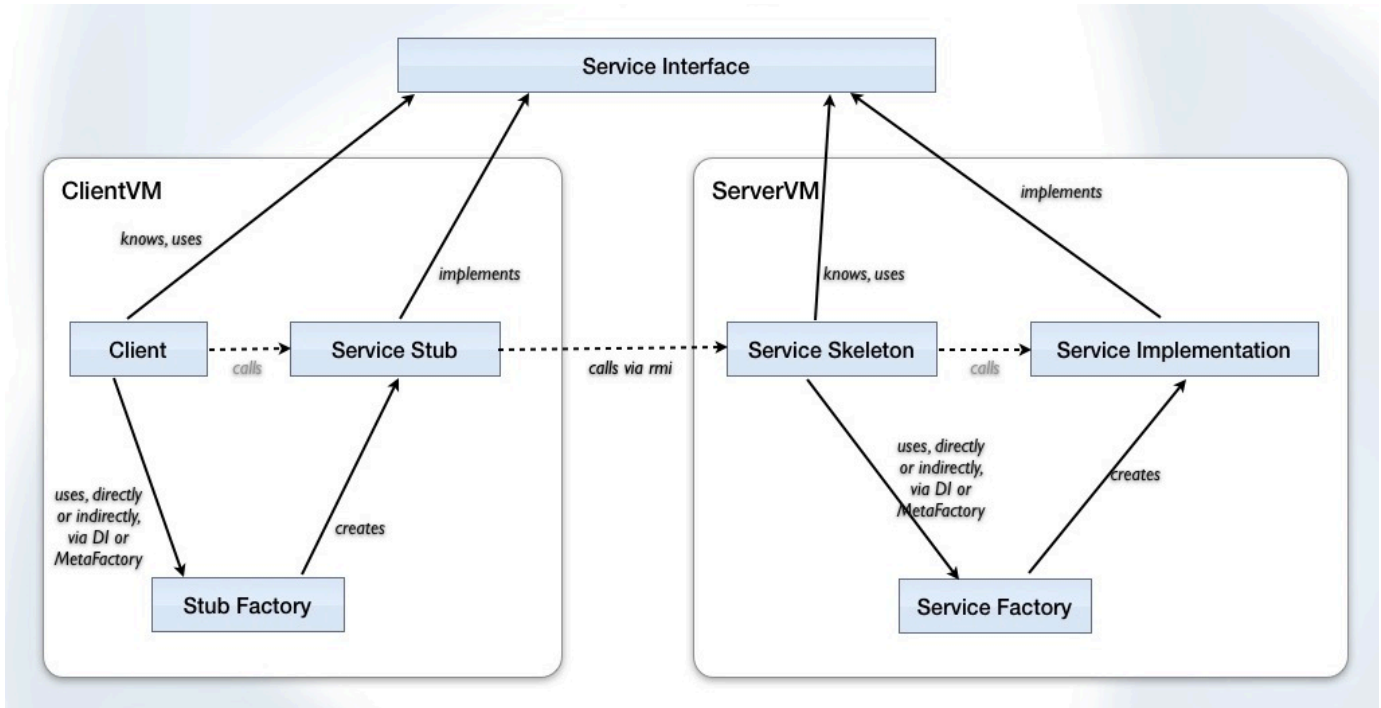 Service Interface
ClientVM
ServerVM
implements
knows, uses
implements
knows, uses
Client
calls
Service Stub
calls via rmi
Service Skeleton
calls
Service Implementation
uses, directly
or indirectly,
via DI or
MetaFactory
creates
uses, directly
or indirectly,
via DI or
MetaFactory
creates
Stub Factory
Service Factory